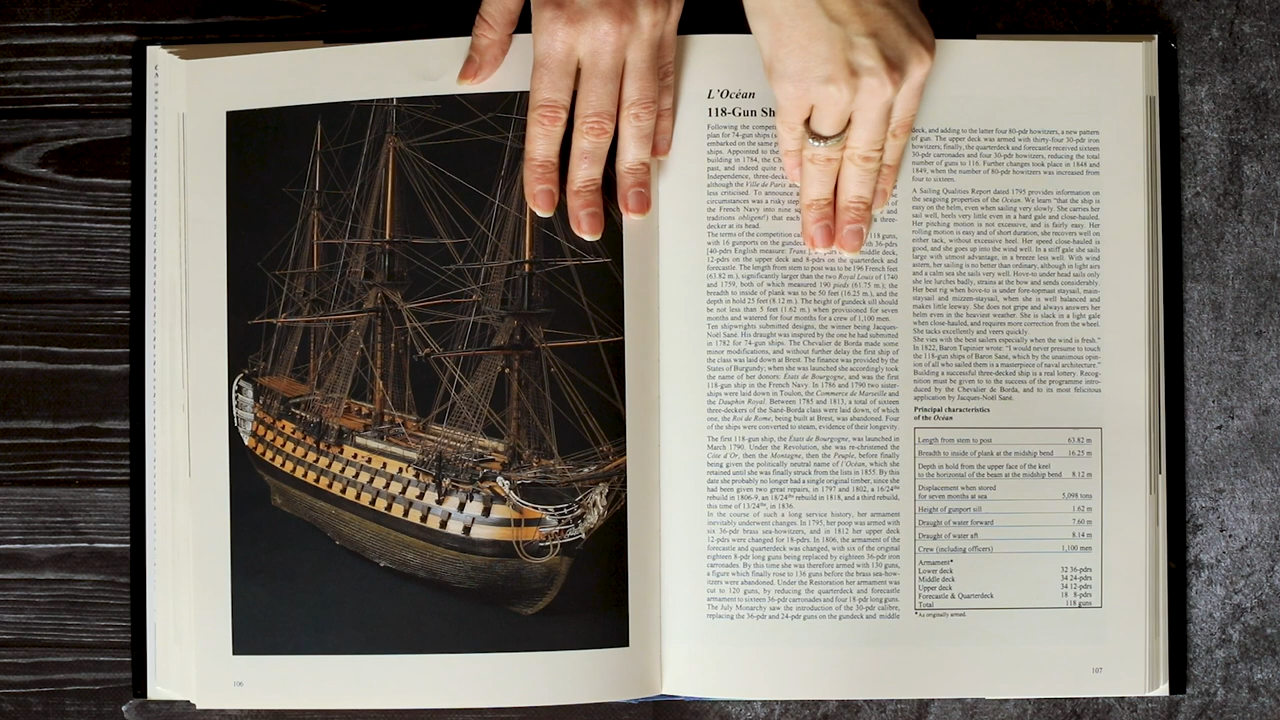 L'Océan
118-Gun Sh
Following the competi
plan for 74-gun ships (s
embarked on the same p
ships. Appointed to the
building in 1784, the Ch
past, and indeed quite r
Independence, three-decke
although the Ville de Paris an
less criticised. To announce a
circumstances was a risky step
the French Navy into nine sq
traditions obligent!) that each
decker at its head.
The terms of the competition cal 118 guns,
with 16 gunports on the gundeck with 36-pdrs
[40-pdrs English measure: Trans.], middle deck,
12-pdrs on the upper deck and 8-pdrs on the quarterdeck and
forecastle. The length from stem to post was to be 196 French feet
(63.82 m.), significantly larger than the two Royal Louis of 1740
and 1759, both of which measured 190 pieds (61.75 m.); the
breadth to inside of plank was to be 50 feet (16.25 m.), and the
depth in hold 25 feet (8.12 m.). The height of gundeck sill should
be not less than 5 feet (1.62 m.) when provisioned for seven
months and watered for four months for a crew of 1,100 men.
Ten shipwrights submitted designs, the winner being Jacques-
Noël Sané. His draught was inspired by the one he had submitted
in 1782 for 74-gun ships. The Chevalier de Borda made some
minor modifications, and without further delay the first ship of
the class was laid down at Brest. The finance was provided by the
States of Burgundy; when she was launched she accordingly took
the name of her donors: États de Bourgogne, and was the first
118-gun ship in the French Navy. In 1786 and 1790 two sister-
ships were laid down in Toulon, the Commerce de Marseille and
the Dauphin Royal. Between 1785 and 1813, a total of sixteen
three-deckers of the Sané-Borda class were laid down, of which
one, the Roi de Rome, being built at Brest, was abandoned. Four
of the ships were converted to steam, evidence of their longevity.
The first 118-gun ship, the États de Bourgogne, was launched in
March 1790. Under the Revolution, she was re-christened the
Côte d'Or, then the Montagne, then the Peuple, before finally
being given the politically neutral name of l'Océan, which she
retained until she was finally struck from the lists in 1855. By this
date she probably no longer had a single original timber, since she
had been given two great repairs, in 1797 and 1802, a 16/24ths
rebuild in 1806-9, an 18/24ths rebuild in 1818, and a third rebuild,
this time of 13/24ths, in 1836.
In the course of such a long service history, her armament
inevitably underwent changes. In 1795, her poop was armed with
six 36-pdr brass sea-howitzers, and in 1812 her upper deck
12-pdrs were changed for 18-pdrs. In 1806, the armament of the
forecastle and quarterdeck was changed, with six of the original
eighteen 8-pdr long guns being replaced by eighteen 36-pdr iron
carronades. By this time she was therefore armed with 130 guns,
a figure which finally rose to 136 guns before the brass sea-how-
itzers were abandoned. Under the Restoration her armament was
cut to 120 guns, by reducing the quarterdeck and forecastle
armament to sixteen 36-pdr carronades and four 18-pdr long guns.
The July Monarchy saw the introduction of the 30-pdr calibre,
replacing the 36-pdr and 24-pdr guns on the gundeck and middle
deck, and adding to the latter four 80-pdr howitzers, a new pattern
of gun. The upper deck was armed with thirty-four 30-pdr iron
howitzers; finally, the quarterdeck and forecastle received sixteen
30-pdr carronades and four 30-pdr howitzers, reducing the total
number of guns to 116. Further changes took place in 1848 and
1849, when the number of 80-pdr howitzers was increased from
four to sixteen.
A Sailing Qualities Report dated 1795 provides information on
the seagoing properties of the Océan. We learn "that the ship is
easy on the helm, even when sailing very slowly. She carries her
sail well, heels very little even in a hard gale and close-hauled.
Her pitching motion is not excessive, and is fairly easy. Her
rolling motion is easy and of short duration, she recovers well on
either tack, without excessive heel. Her speed close-hauled is
good, and she goes up into the wind well. In a stiff gale she sails
large with utmost advantage, in a breeze less well. With wind
astern, her sailing is no better than ordinary, although in light airs
and a calm sea she sails very well. Hove-to under head sails only
she lee lurches badly, strains at the bow and sends considerably.
Her best rig when hove-to is under fore-topmast staysail, main-
staysail and mizzen-staysail, when she is well balanced and
makes little leeway. She does not gripe and always answers her
helm even in the heaviest weather. She is slack in a light gale
when close-hauled, and requires more correction from the wheel.
She tacks excellently and veers quickly.
She vies with the best sailers especially when the wind is fresh."
In 1822, Baron Tupinier wrote: "I would never presume to touch
the 118-gun ships of Baron Sané, which by the unanimous opin-
ion of all who sailed them is a masterpiece of naval architecture."
Building a successful three-decked ship is a real lottery. Recog-
nition must be given to to the success of the programme intro-
duced by the Chevalier de Borda, and to its most felicitous
application by Jacques-Noël Sané.
Principal characteristics
of the Océan
Length from stem to post 63.82 m
Breadth to inside of plank at the midship bend 16.25 m
Depth in hold from the upper face of the keel
to the horizontal of the beam at the midship bend 8.12 m
Displacement when stored
for seven months at sea 5,098 tons
Height of gunport sill 1.62 m
Draught of water forward 7.60 m
Draught of water aft 8.14 m
Crew (including officers) 1,100 men
Armament*
Lower deck 32 36-pdrs
Middle deck 34 24-pdrs
Upper deck 34 12-pdrs
Forecastle & Quarterdeck 18 8-pdrs
Total 118 guns
*As originally armed.
106
107